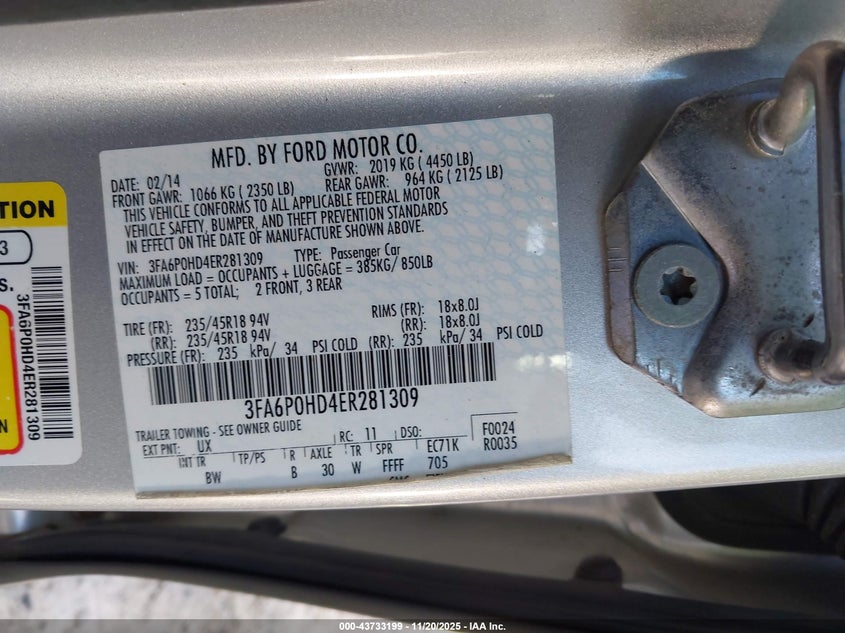 TION
3
S.
3FA6P0HD4ER281309
N
MFD. BY FORD MOTOR CO.
DATE: 02/14 GVWR: 2019 KG ( 4450 LB)
FRONT GAWR: 1066 KG ( 2350 LB) REAR GAWR: 964 KG ( 2125 LB)
THIS VEHICLE CONFORMS TO ALL APPLICABLE FEDERAL MOTOR
VEHICLE SAFETY, BUMPER, AND THEFT PREVENTION STANDARDS
IN EFFECT ON THE DATE OF MANUFACTURE SHOWN ABOVE.
VIN: 3FA6P0HD4ER281309 TYPE: Passenger Car
MAXIMUM LOAD = OCCUPANTS + LUGGAGE = 385KG/ 850LB
OCCUPANTS = 5 TOTAL; 2 FRONT, 3 REAR
TIRE (FR): 235/45R18 94V RIMS (FR): 18x8.0J
(RR): 235/45R18 94V (RR): 18x8.0J
PRESSURE (FR): 235 kPa/ 34 PSI COLD (RR): 235 kPa/ 34 PSI COLD
3FA6P0HD4ER281309
TRAILER TOWING - SEE OWNER GUIDE
EXT PNT: UX RC: 11 DSO: F0024
INT TR TP/PS R AXLE TR SPR EC71K R0035
BW B 30 W FFFF 705
000-43733199 | 11/20/2025 — IAA Inc.